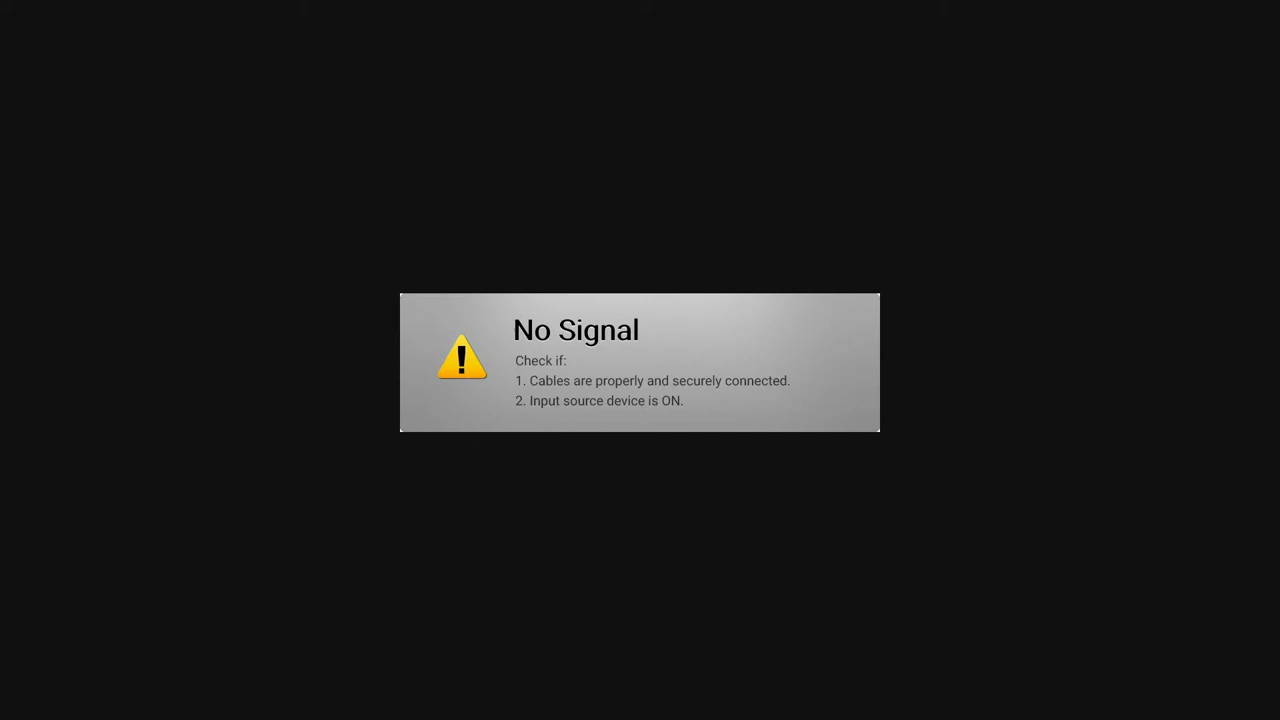 No Signal
Check if:
1. Cables are properly and securely connected.
2. Input source device is ON.